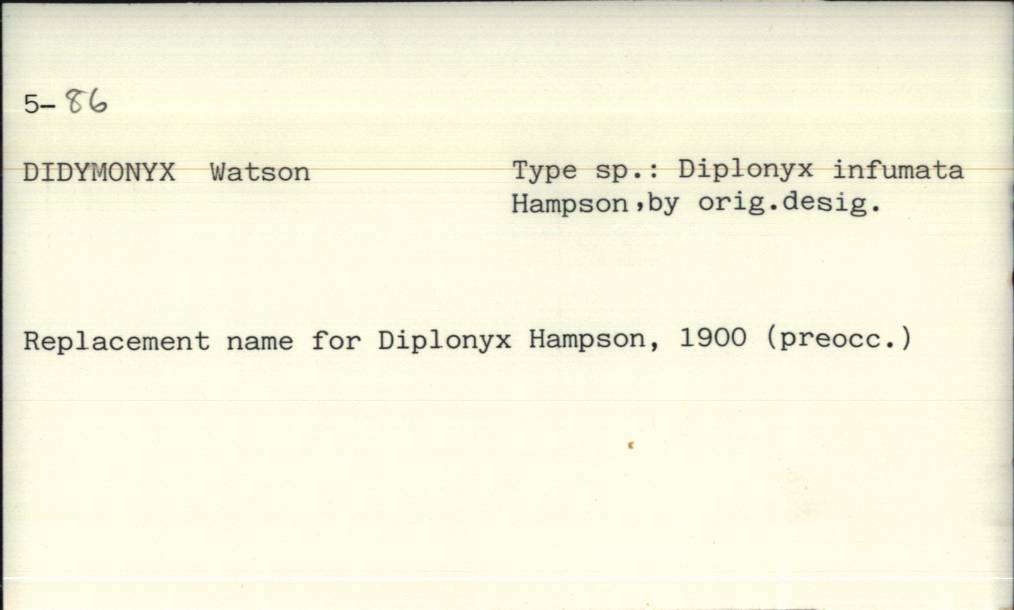 5-86
DIDYMONYX Watson
Type sp.: Diplonyx infumata
Hampson,by orig.desig.
Replacement name for Diplonyx Hampson, 1900 (preocc.)